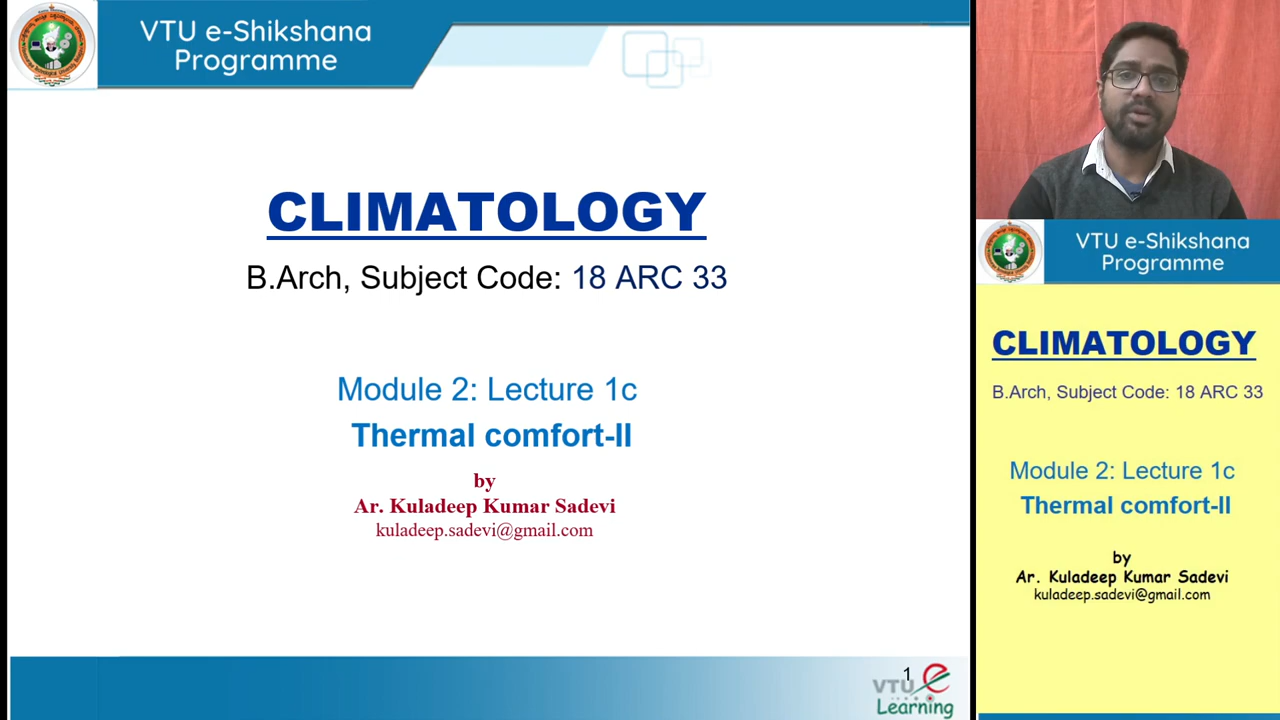 VTU e-Shikshana
Programme
CLIMATOLOGY
B.Arch, Subject Code: 18 ARC 33
Module 2: Lecture 1c
Thermal comfort-II
by
Ar. Kuladeep Kumar Sadevi
kuladeep.sadevi@gmail.com
1
VTU e
Learning
VTU e-Shikshana
Programme
CLIMATOLOGY
B.Arch, Subject Code: 18 ARC 33
Module 2: Lecture 1c
Thermal comfort-II
by
Ar. Kuladeep Kumar Sadevi
kuladeep.sadevi@gmail.com